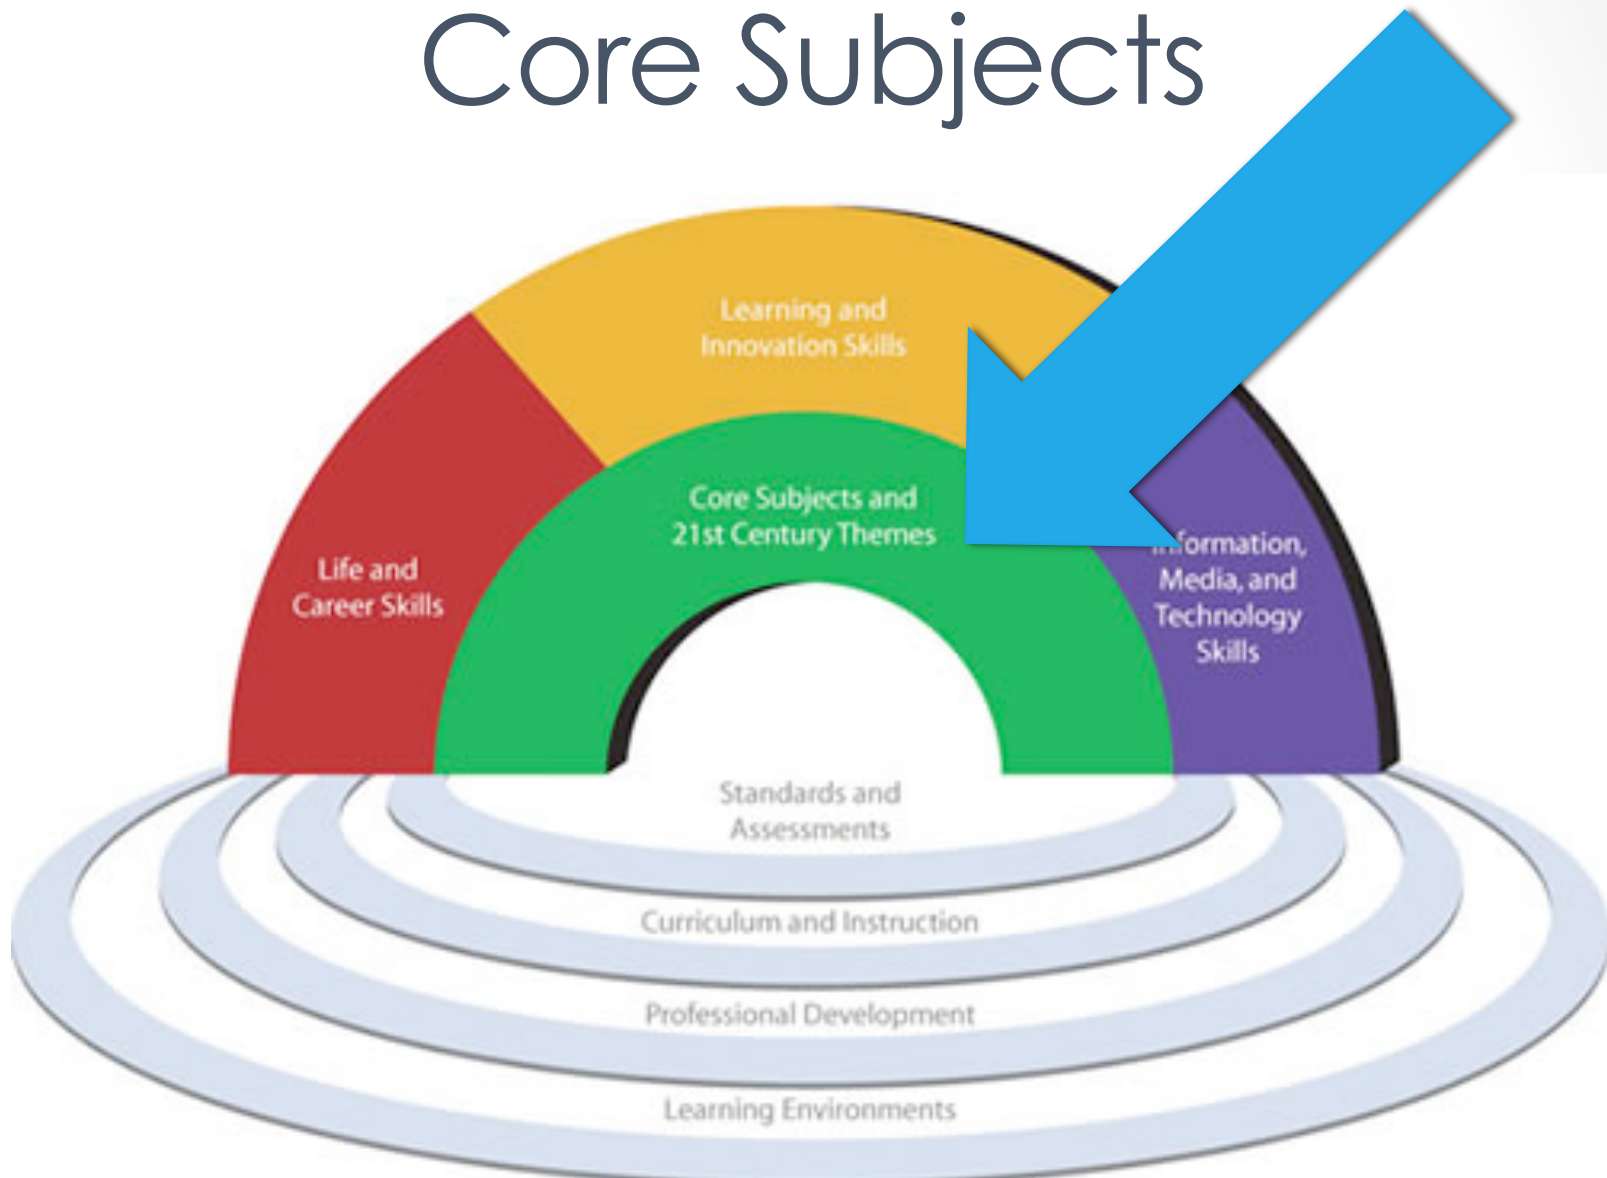 Core Subjects
Learning and
Innovation Skills
Core Subjects and
21st Century Themes
Life and
Career Skills
Information,
Media, and
Technology
Skills
Standards and
Assessments
Curriculum and Instruction
Professional Development
Learning Environments